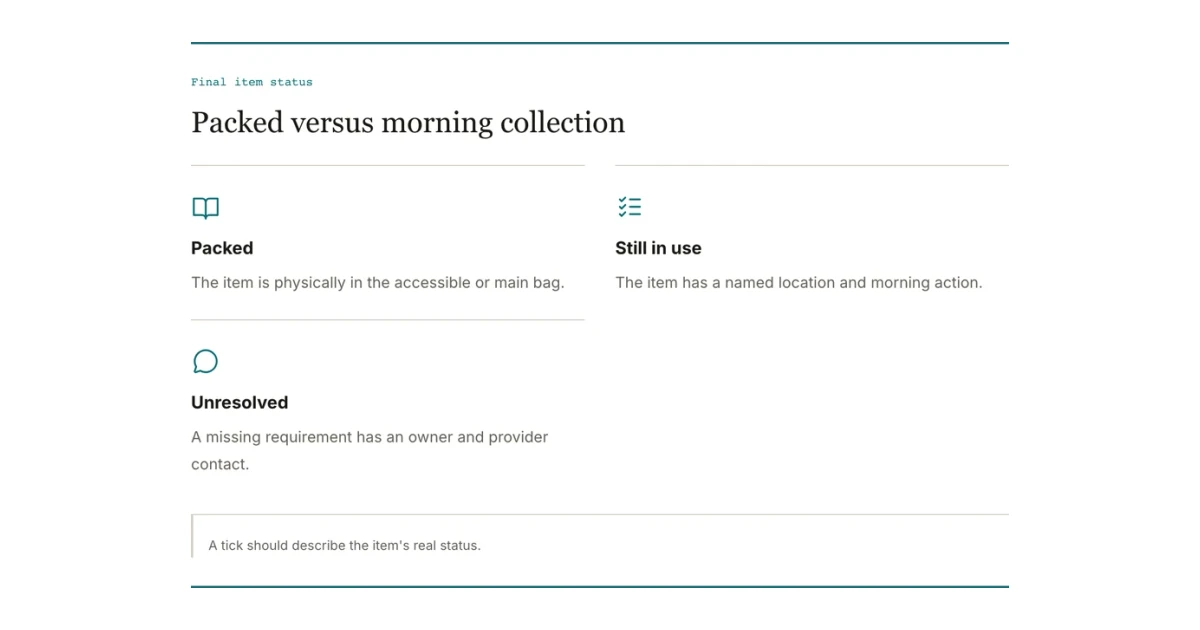 Final item status
Packed versus morning collection
Packed
The item is physically in the accessible or main bag.
Still in use
The item has a named location and morning action.
Unresolved
A missing requirement has an owner and provider
contact.
A tick should describe the item's real status.